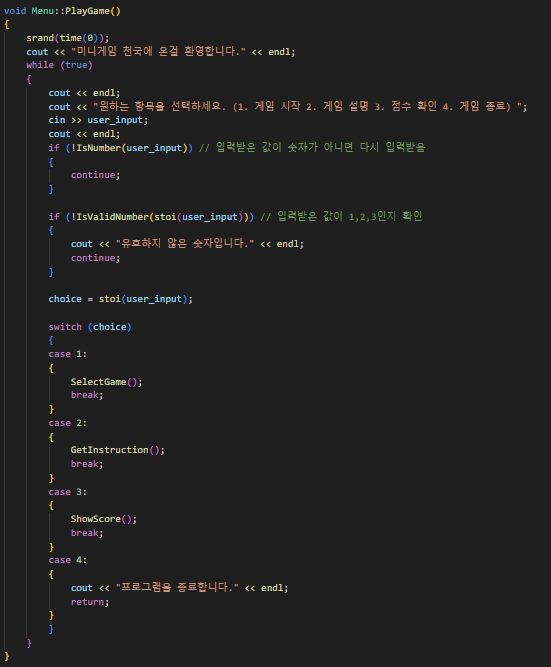 void Menu::PlayGame()
{
    srand(time(0));
    cout << "미니게임 천국에 온걸 환영합니다." << endl;
    while (true)
    {
        cout << endl;
        cout << "원하는 항목을 선택하세요. (1. 게임 시작 2. 게임 설명 3. 점수 확인 4. 게임 종료) ";
        cin >> user_input;
        cout << endl;
        if (!IsNumber(user_input)) // 입력받은 값이 숫자가 아니면 다시 입력받음
        {
            continue;
        }

        if (!IsValidNumber(stoi(user_input))) // 입력받은 값이 1,2,3인지 확인
        {
            cout << "유효하지 않은 숫자입니다." << endl;
            continue;
        }

        choice = stoi(user_input);

        switch (choice)
        {
        case 1:
        {
            SelectGame();
            break;
        }
        case 2:
        {
            GetInstruction();
            break;
        }
        case 3:
        {
            ShowScore();
            break;
        }
        case 4:
        {
            cout << "프로그램을 종료합니다." << endl;
            return;
        }
        }
    }
}